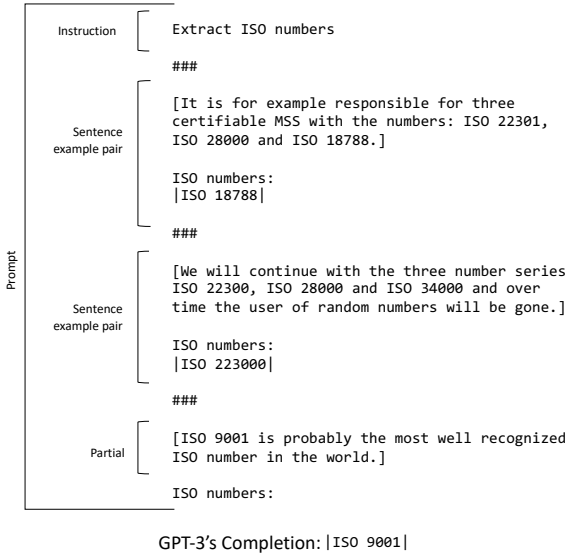 Instruction
Extract ISO numbers
###
Sentence
example pair
[It is for example responsible for three
certifiable MSS with the numbers: ISO 22301,
ISO 28000 and ISO 18788.]
ISO numbers:
|ISO 18788|
###
Prompt
Sentence
example pair
[We will continue with the three number series
ISO 22300, ISO 28000 and ISO 34000 and over
time the user of random numbers will be gone.]
ISO numbers:
|ISO 223000|
###
Partial
[ISO 9001 is probably the most well recognized
ISO number in the world.]
ISO numbers:
GPT-3's Completion: |ISO 9001|